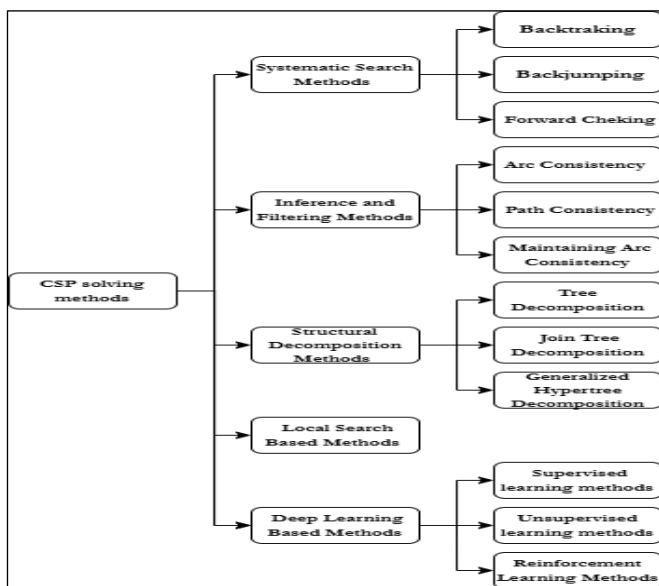 CSP solving
methods
Systematic Search
Methods
Backtraking
Backjumping
Forward Cheking
Inference and
Filtering Methods
Arc Consistency
Path Consistency
Maintaining Arc
Consistency
Structural
Decomposition
Methods
Tree
Decomposition
Join Tree
Decomposition
Generalized
Hypertree
Decomposition
Local Search
Based Methods
Deep Learning
Based Methods
Supervised
learning methods
Unsupervised
learning methods
Reinforcement
Learning Methods